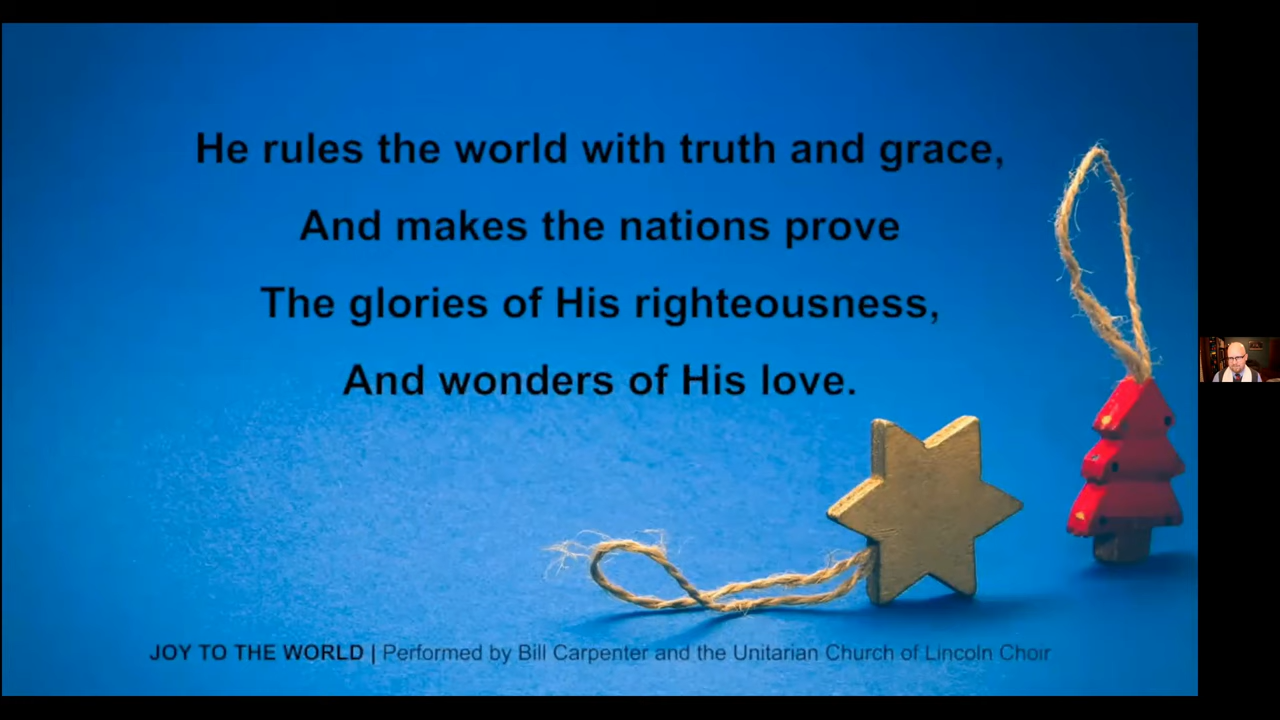 He rules the world with truth and grace,
And makes the nations prove
The glories of His righteousness,
And wonders of His love.
JOY TO THE WORLD | Performed by Bill Carpenter and the Unitarian Church of Lincoln Choir